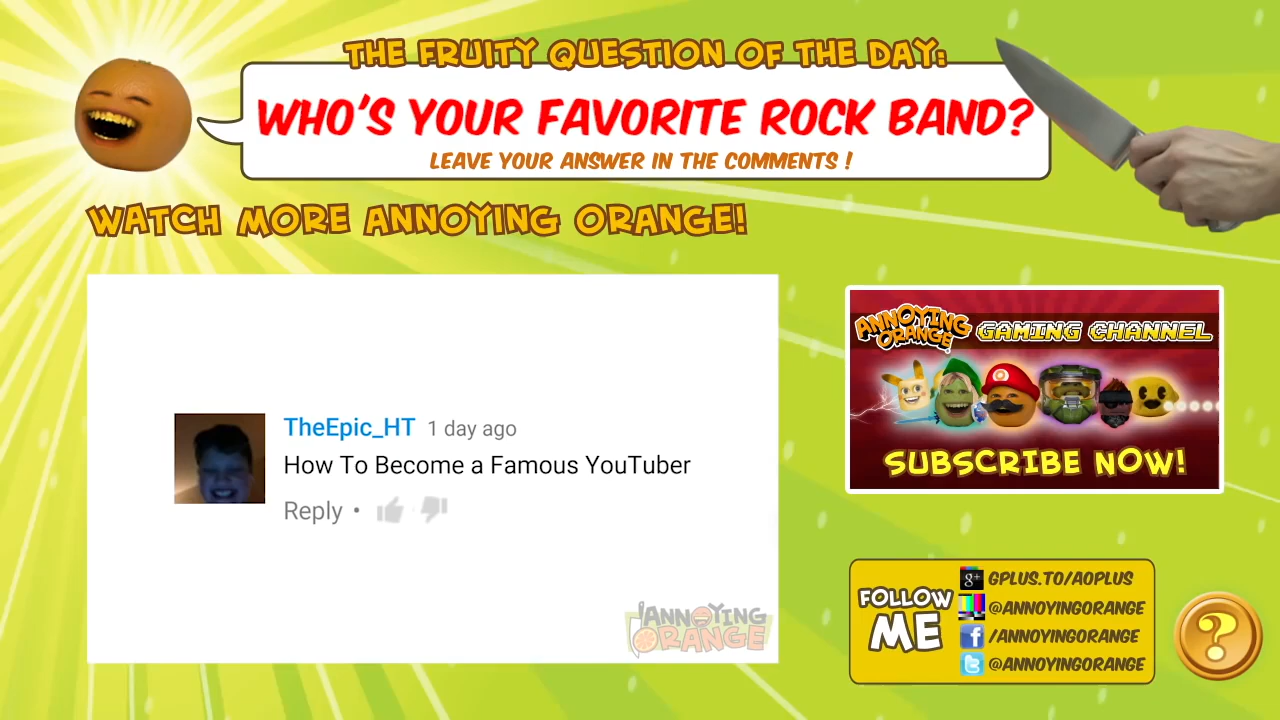 THE FRUITY QUESTION OF THE DAY:
WHO'S YOUR FAVORITE ROCK BAND?
LEAVE YOUR ANSWER IN THE COMMENTS !
WATCH MORE ANNOYING ORANGE!
TheEpic_HT 1 day ago
How To Become a Famous YouTuber
Reply •
ANNOYING
ORANGE
ANNOYING
ORANGE
GAMING CHANNEL
SUBSCRIBE NOW!
FOLLOW
ME
g+ GPLUS.TO/AOPLUS
@ANNOYINGORANGE
f /ANNOYINGORANGE
t @ANNOYINGORANGE
?